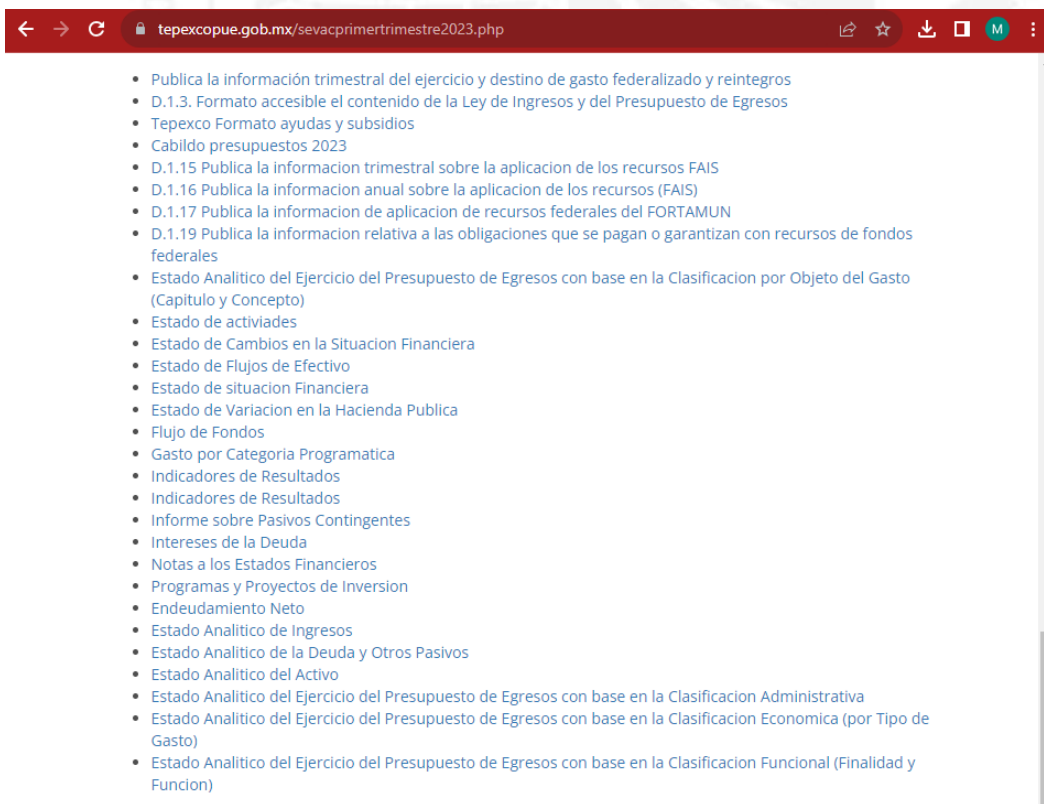 tepexcopue.gob.mx/sevacprimertrimestre2023.php
M
Publica la información trimestral del ejercicio y destino de gasto federalizado y reintegros
D.1.3. Formato accesible el contenido de la Ley de Ingresos y del Presupuesto de Egresos
Tepexco Formato ayudas y subsidios
Cabildo presupuestos 2023
D.1.15 Publica la informacion trimestral sobre la aplicacion de los recursos FAIS
D.1.16 Publica la informacion anual sobre la aplicacion de los recursos (FAIS)
D.1.17 Publica la informacion de aplicacion de recursos federales del FORTAMUN
D.1.19 Publica la informacion relativa a las obligaciones que se pagan o garantizan con recursos de fondos
federales
Estado Analitico del Ejercicio del Presupuesto de Egresos con base en la Clasificacion por Objeto del Gasto
(Capitulo y Concepto)
Estado de activiades
Estado de Cambios en la Situacion Financiera
Estado de Flujos de Efectivo
Estado de situacion Financiera
Estado de Variacion en la Hacienda Publica
Flujo de Fondos
Gasto por Categoria Programatica
Indicadores de Resultados
Indicadores de Resultados
Informe sobre Pasivos Contingentes
Intereses de la Deuda
Notas a los Estados Financieros
Programas y Proyectos de Inversion
Endeudamiento Neto
Estado Analitico de Ingresos
Estado Analitico de la Deuda y Otros Pasivos
Estado Analitico del Activo
Estado Analitico del Ejercicio del Presupuesto de Egresos con base en la Clasificacion Administrativa
Estado Analitico del Ejercicio del Presupuesto de Egresos con base en la Clasificacion Economica (por Tipo de
Gasto)
Estado Analitico del Ejercicio del Presupuesto de Egresos con base en la Clasificacion Funcional (Finalidad y
Funcion)